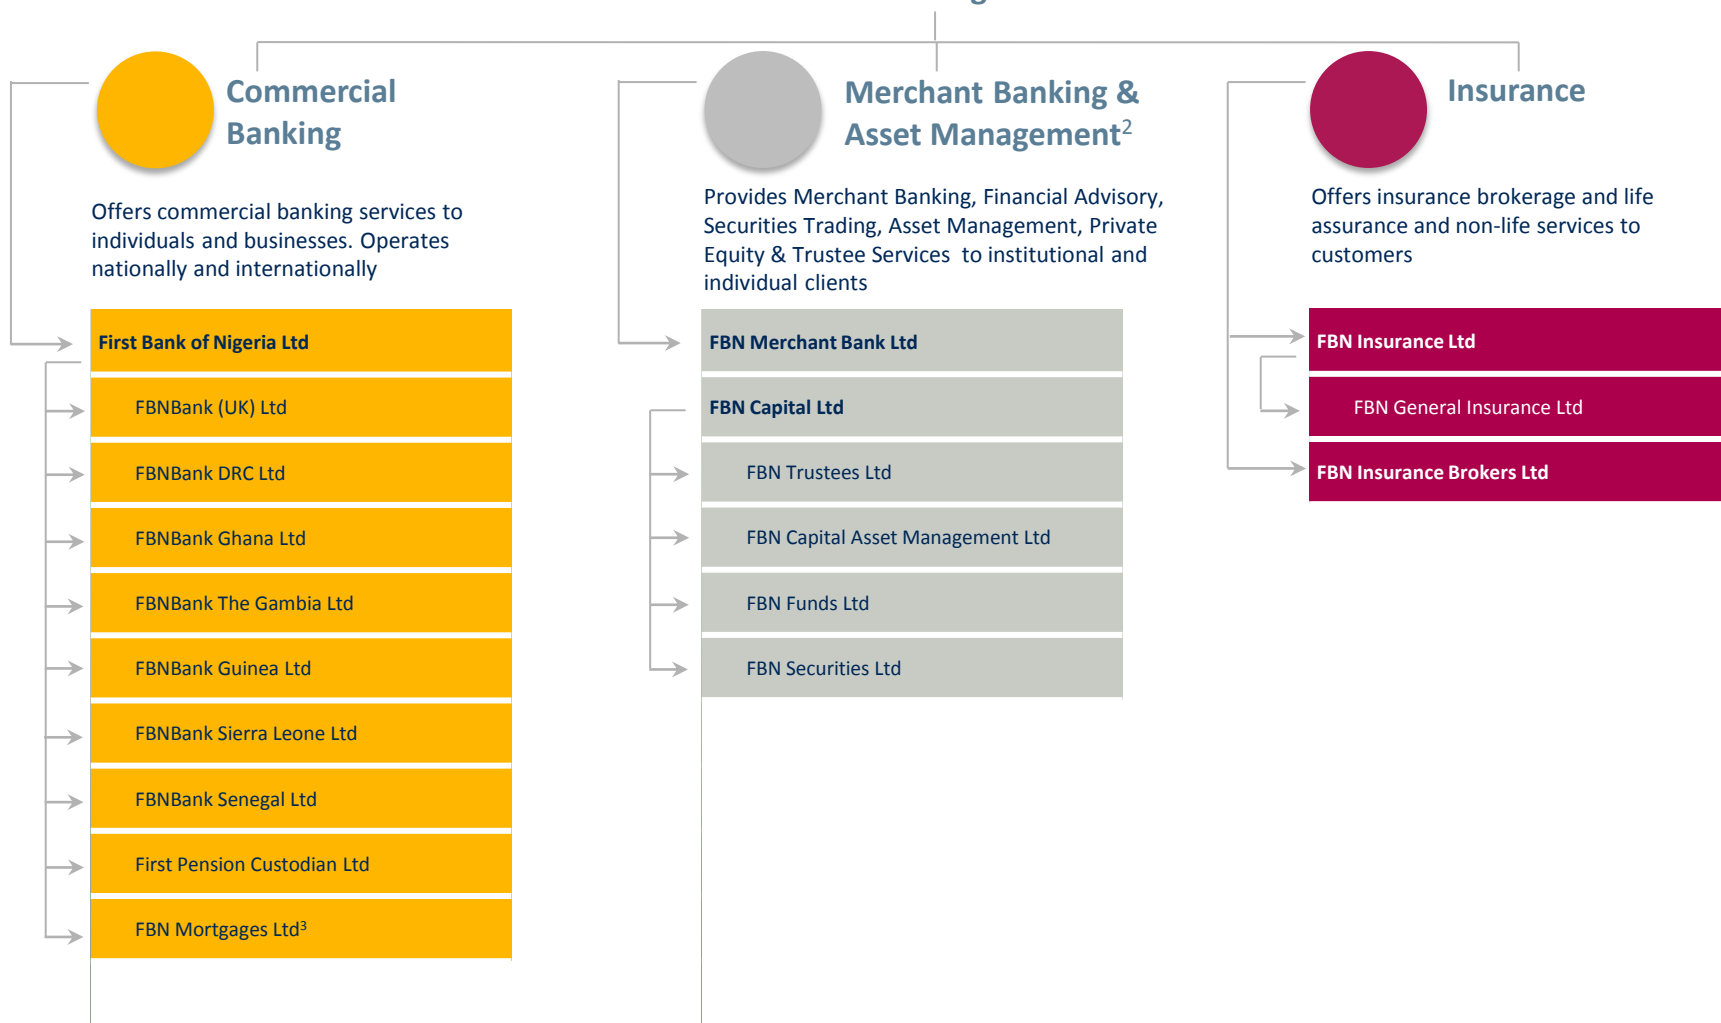 Commercial
Banking
Offers commercial banking services to
individuals and businesses. Operates
nationally and internationally
First Bank of Nigeria Ltd
FBNBank (UK) Ltd
FBNBank DRC Ltd
FBNBank Ghana Ltd
FBNBank The Gambia Ltd
FBNBank Guinea Ltd
FBNBank Sierra Leone Ltd
FBNBank Senegal Ltd
First Pension Custodian Ltd
FBN Mortgages Ltd³
Merchant Banking &
Asset Management²
Provides Merchant Banking, Financial Advisory,
Securities Trading, Asset Management, Private
Equity & Trustee Services to institutional and
individual clients
FBN Merchant Bank Ltd
FBN Capital Ltd
FBN Trustees Ltd
FBN Capital Asset Management Ltd
FBN Funds Ltd
FBN Securities Ltd
Insurance
Offers insurance brokerage and life
assurance and non-life services to
customers
FBN Insurance Ltd
FBN General Insurance Ltd
FBN Insurance Brokers Ltd